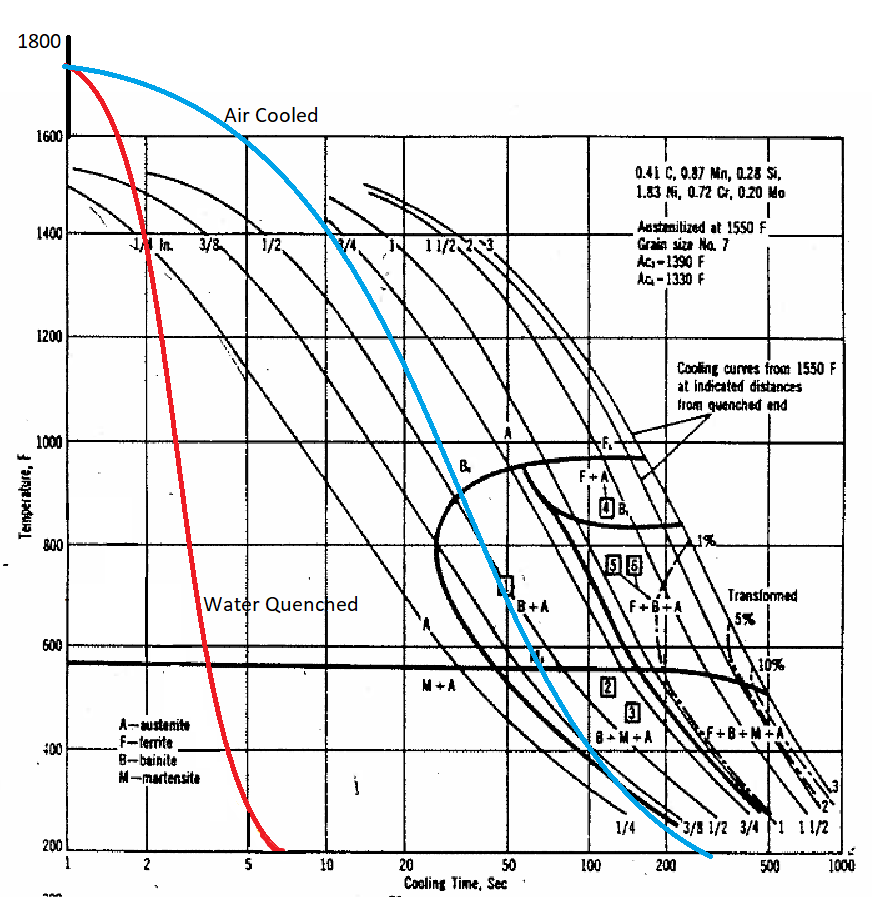 1800
Air Cooled
1600
0.41 C, 0.87 Mn, 0.28 Si,
1.83 Ni, 0.72 Cr, 0.20 Mo
Austenitized at 1550 F
Grain size No. 7
Ac₃-1390 F
Ac₁-1330 F
1400
1/4 in. 3/8 1/2 3/4 1 1 1/2 2 3
1200
Cooling curves from 1550 F
at indicated distances
from quenched end
1000
A
F
F + A
4 B
800
1%
5 6
1
Water Quenched
B + A
F + B + A
Transformed
5%
A
600
10%
M + A
2
3
A—austenite
F—ferrite
B—bainite
M—martensite
F + B + M + A
B + M + A
400
3
2
1/4 3/8 1/2 3/4 1 1 1/2
200
1 2 5 10 20 50 100 200 500 1000
Temperature, F
Cooling Time, Sec